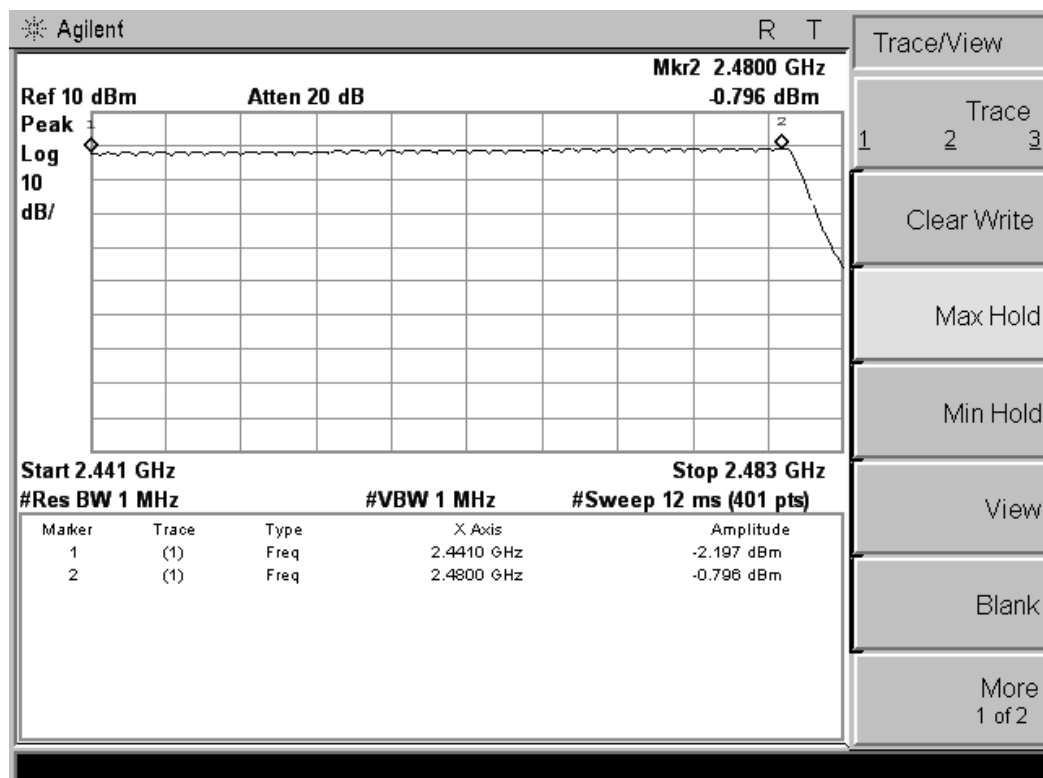 Agilent R T
Mkr2 2.4800 GHz
Ref 10 dBm Atten 20 dB -0.796 dBm
Peak
Log
10
dB/
1
2
Start 2.441 GHz Stop 2.483 GHz
#Res BW 1 MHz #VBW 1 MHz #Sweep 12 ms (401 pts)
Marker Trace Type X Axis Amplitude
1 (1) Freq 2.4410 GHz -2.197 dBm
2 (1) Freq 2.4800 GHz -0.796 dBm
Trace/View
Trace
1 2 3
Clear Write
Max Hold
Min Hold
View
Blank
More
1 of 2